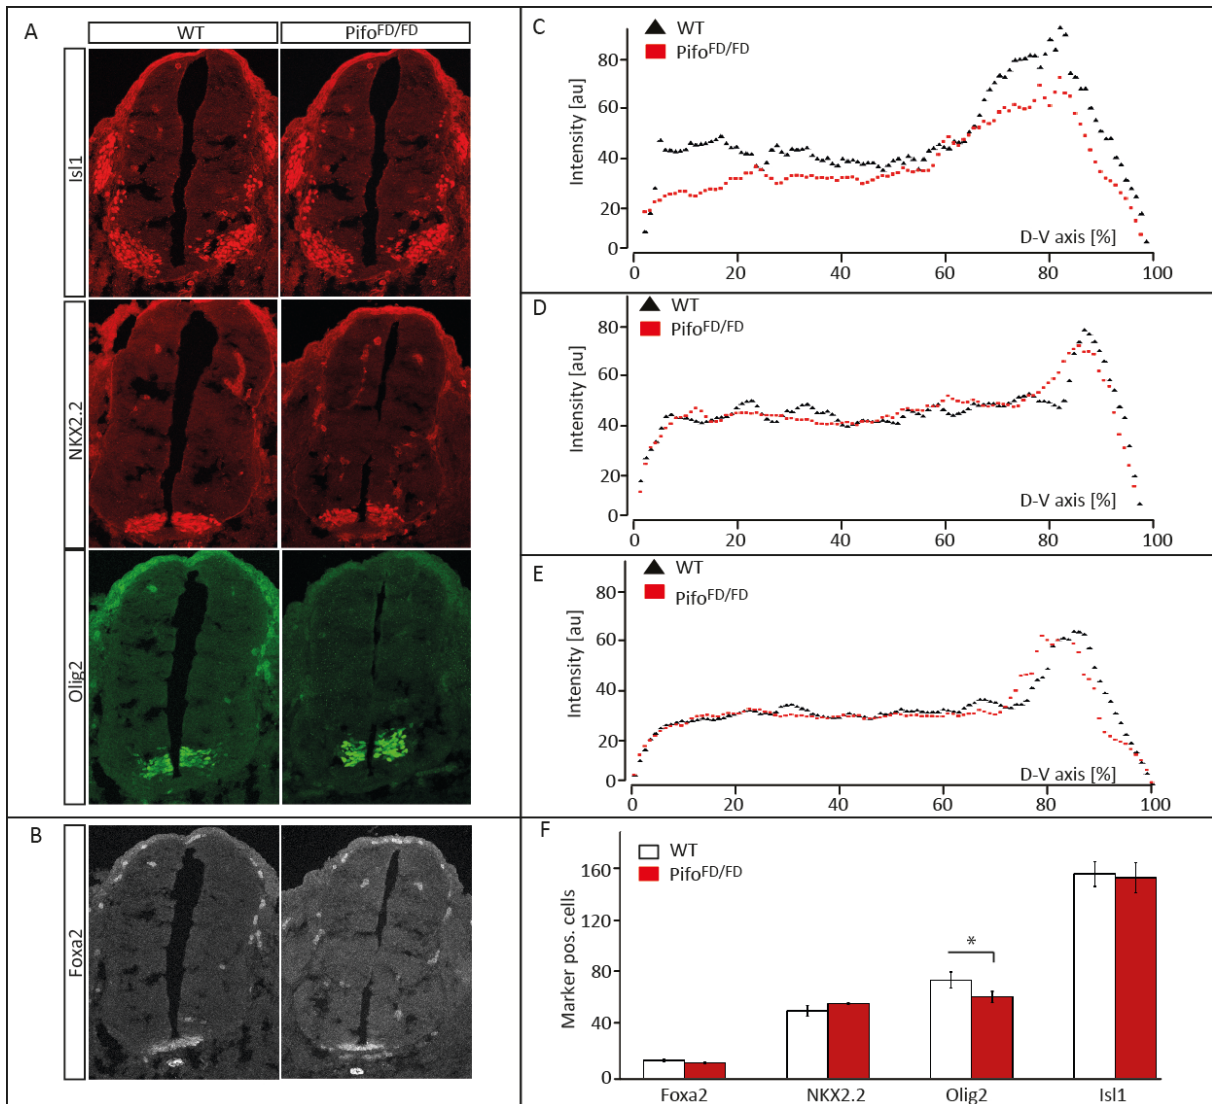 A
WT
Pifo^FD/FD
Isl1
NKX2.2
Olig2
B
Foxa2
C
WT
Pifo^FD/FD
Intensity [au]
80
60
40
20
0
D-V axis [%]
0 20 40 60 80 100
D
WT
Pifo^FD/FD
Intensity [au]
80
60
40
20
0
D-V axis [%]
0 20 40 60 80 100
E
WT
Pifo^FD/FD
Intensity [au]
80
60
40
20
0
D-V axis [%]
0 20 40 60 80 100
F
WT
Pifo^FD/FD
Marker pos. cells
160
120
80
40
0
*
Foxa2 NKX2.2 Olig2 Isl1